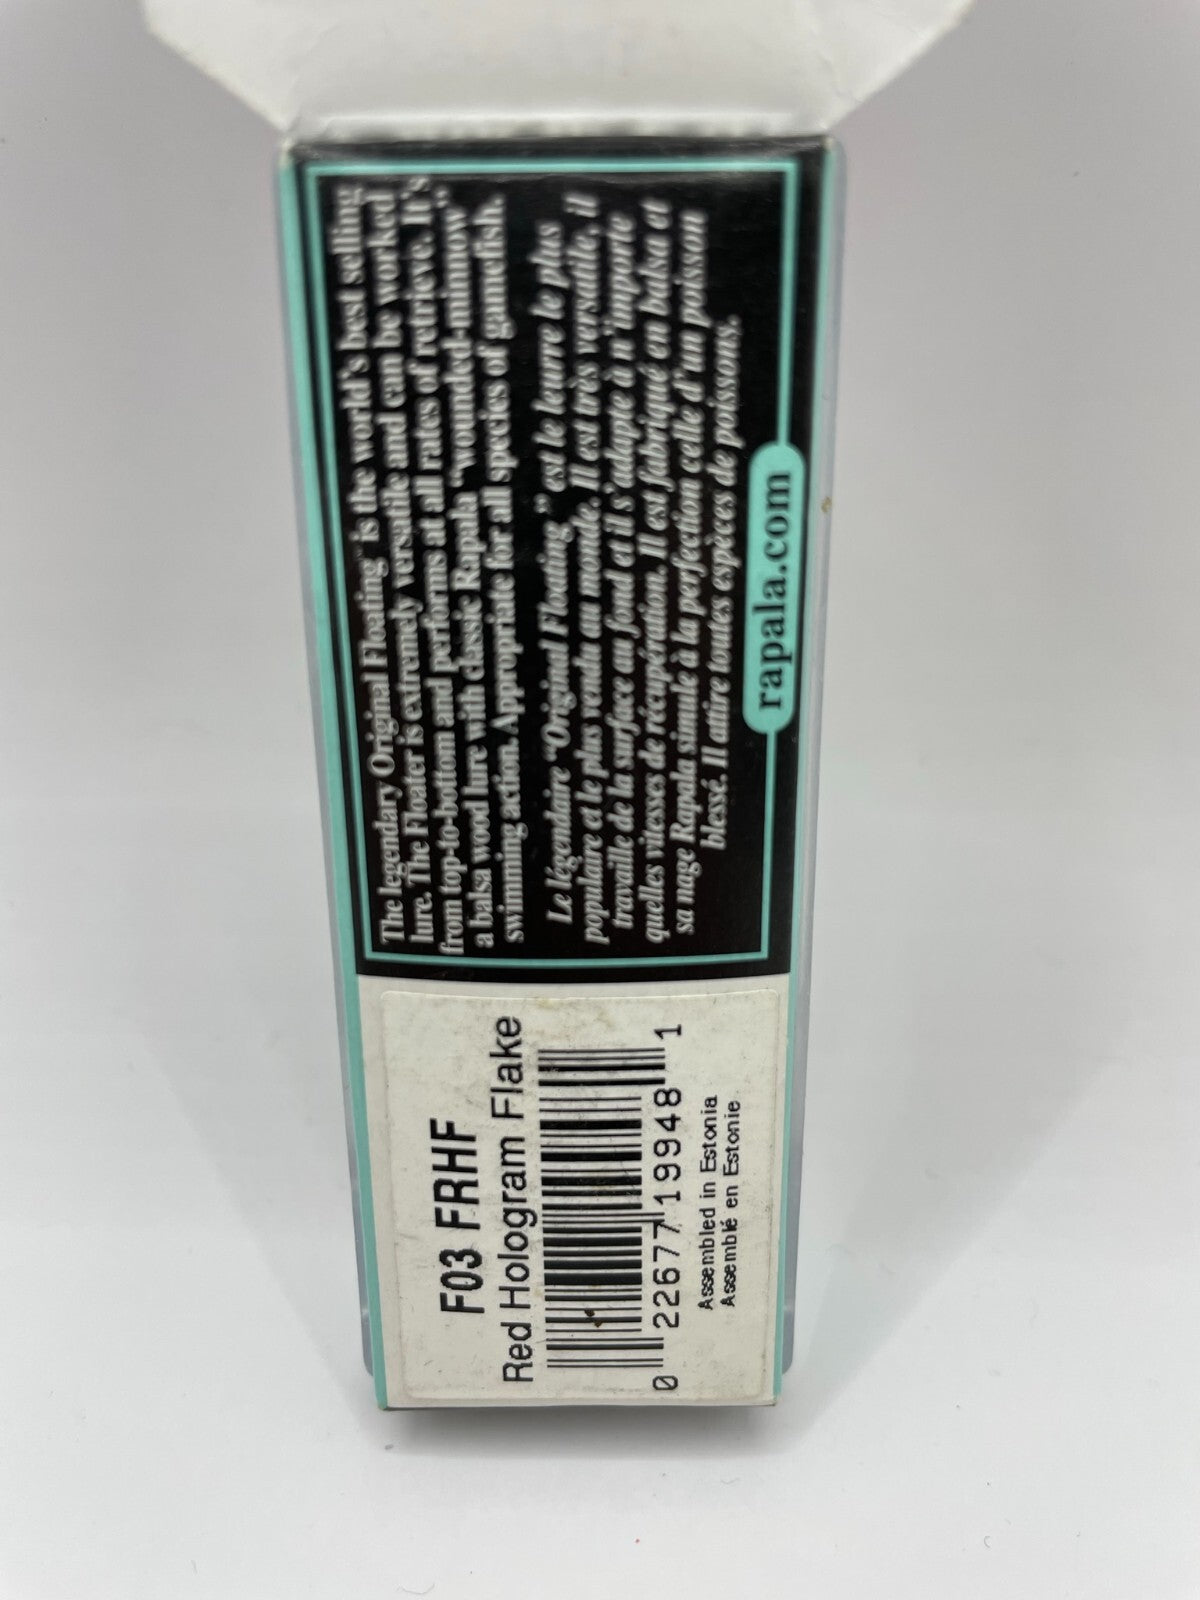 The legendary Original Floating is the world's best selling
lure. The Floater is extremely versatile and can be worked
from top-to-bottom and performs at all rates of retrieve. It's
a balsa wood lure with classic Rapala "wounded-minnow"
swimming action. Appropriate for all species of gamefish.
Le légendaire "Original Floating" est le leurre le plus
populaire et le plus vendu au monde. Il est très versatile, il
travaille de la surface au fond et il s'adapte à n'importe
quelles vitesses de récupération. Il est fabriqué en balsa et
sa nage Rapala simule à la perfection celle d'un poisson
blessé. Il attire toutes espèces de poissons.
rapala.com
F03 FRHF
Red Hologram Flake
0 22677 19948 1
Assembled in Estonia
Assemblé en Estonie